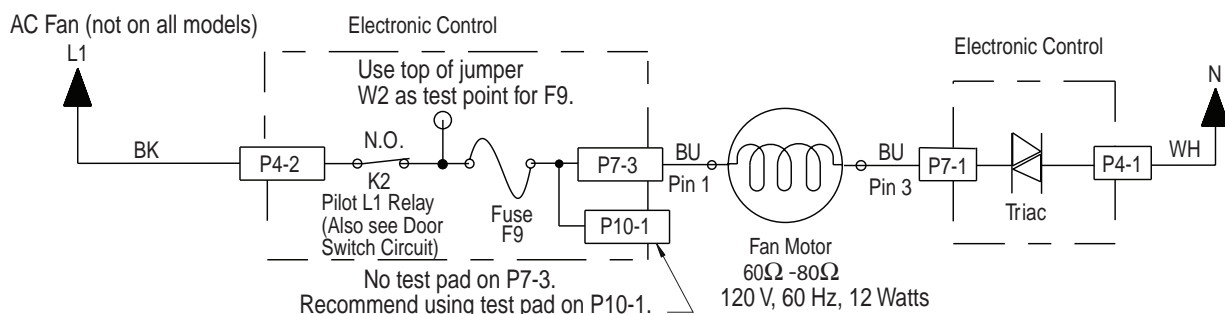 AC Fan (not on all models)
L1
Electronic Control
Use top of jumper
W2 as test point for F9.
BK
P4-2
N.O.
K2
Pilot L1 Relay
(Also see Door
Switch Circuit)
Fuse
F9
P7-3
P10-1
No test pad on P7-3.
Recommend using test pad on P10-1.
BU
Pin 1
Fan Motor
60Ω -80Ω
120 V, 60 Hz, 12 Watts
BU
Pin 3
Electronic Control
P7-1
Triac
P4-1
WH
N